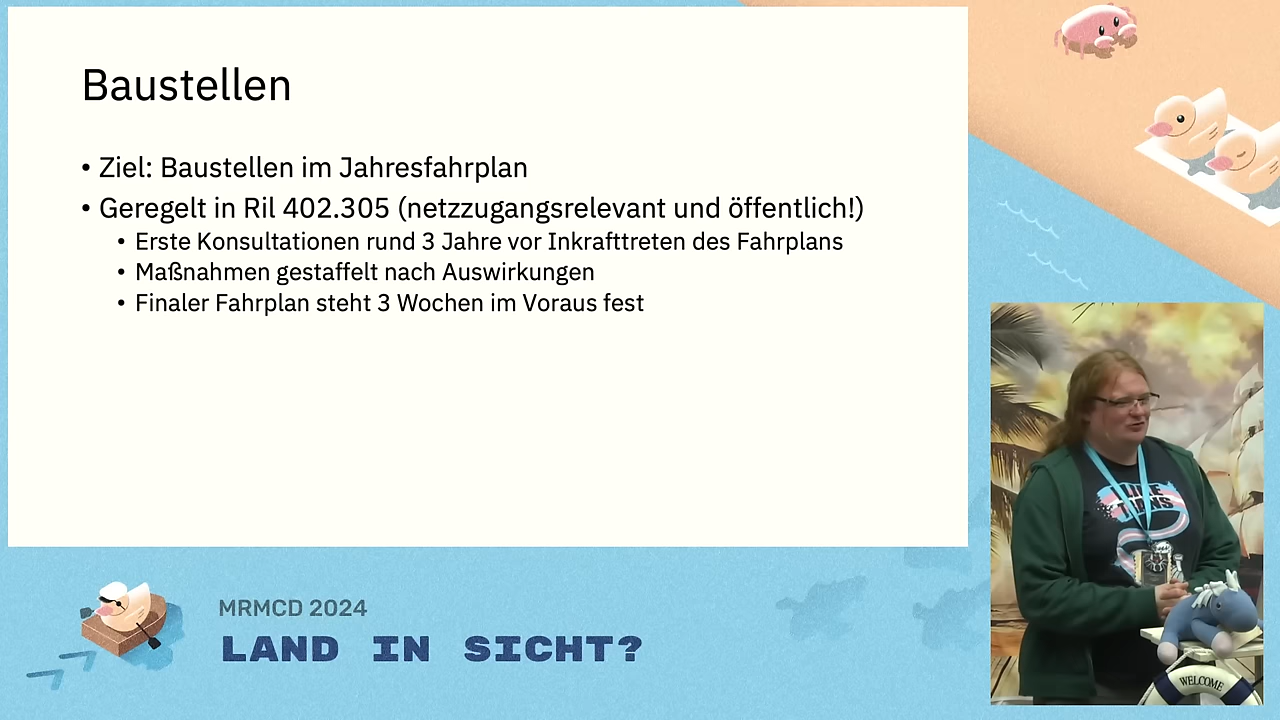 Baustellen
• Ziel: Baustellen im Jahresfahrplan
• Geregelt in Ril 402.305 (netzzugangsrelevant und öffentlich!)
• Erste Konsultationen rund 3 Jahre vor Inkrafttreten des Fahrplans
• Maßnahmen gestaffelt nach Auswirkungen
• Finaler Fahrplan steht 3 Wochen im Voraus fest
MRMCD 2024
LAND IN SICHT?
WELCOME